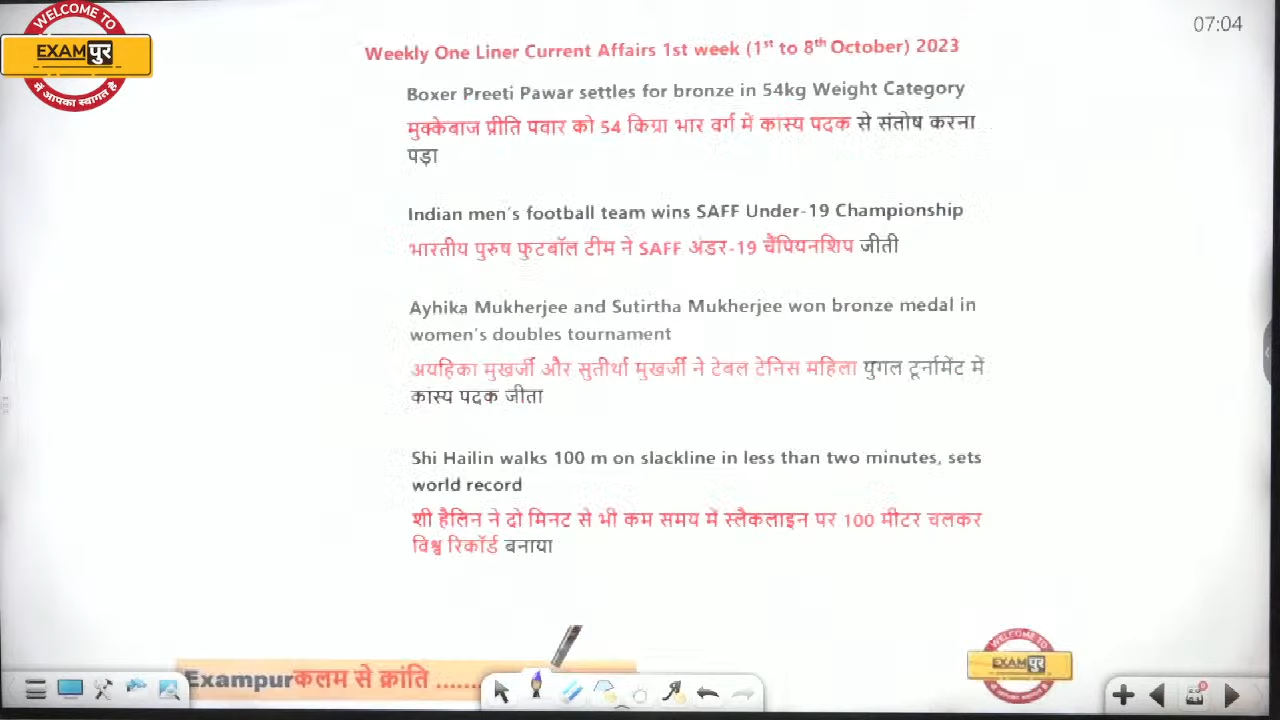 WELCOME TO
EXAMपुर
में आपका स्वागत है
07:04
Weekly One Liner Current Affairs 1st week (1st to 8th October) 2023
Boxer Preeti Pawar settles for bronze in 54kg Weight Category
मुक्केबाज प्रीति पवार को 54 किग्रा भार वर्ग में कांस्य पदक से संतोष करना
पड़ा
Indian men's football team wins SAFF Under-19 Championship
भारतीय पुरुष फुटबॉल टीम ने SAFF अंडर-19 चैंपियनशिप जीती
Ayhika Mukherjee and Sutirtha Mukherjee won bronze medal in
women's doubles tournament
अयहिका मुखर्जी और सुतीर्था मुखर्जी ने टेबल टेनिस महिला युगल टूर्नामेंट में
कांस्य पदक जीता
Shi Hailin walks 100 m on slackline in less than two minutes, sets
world record
शी हैलिन ने दो मिनट से भी कम समय में स्लैकलाइन पर 100 मीटर चलकर
विश्व रिकॉर्ड बनाया
WELCOME TO
EXAMपुर
में आपका स्वागत है
Exampurकलम से क्रांति .......